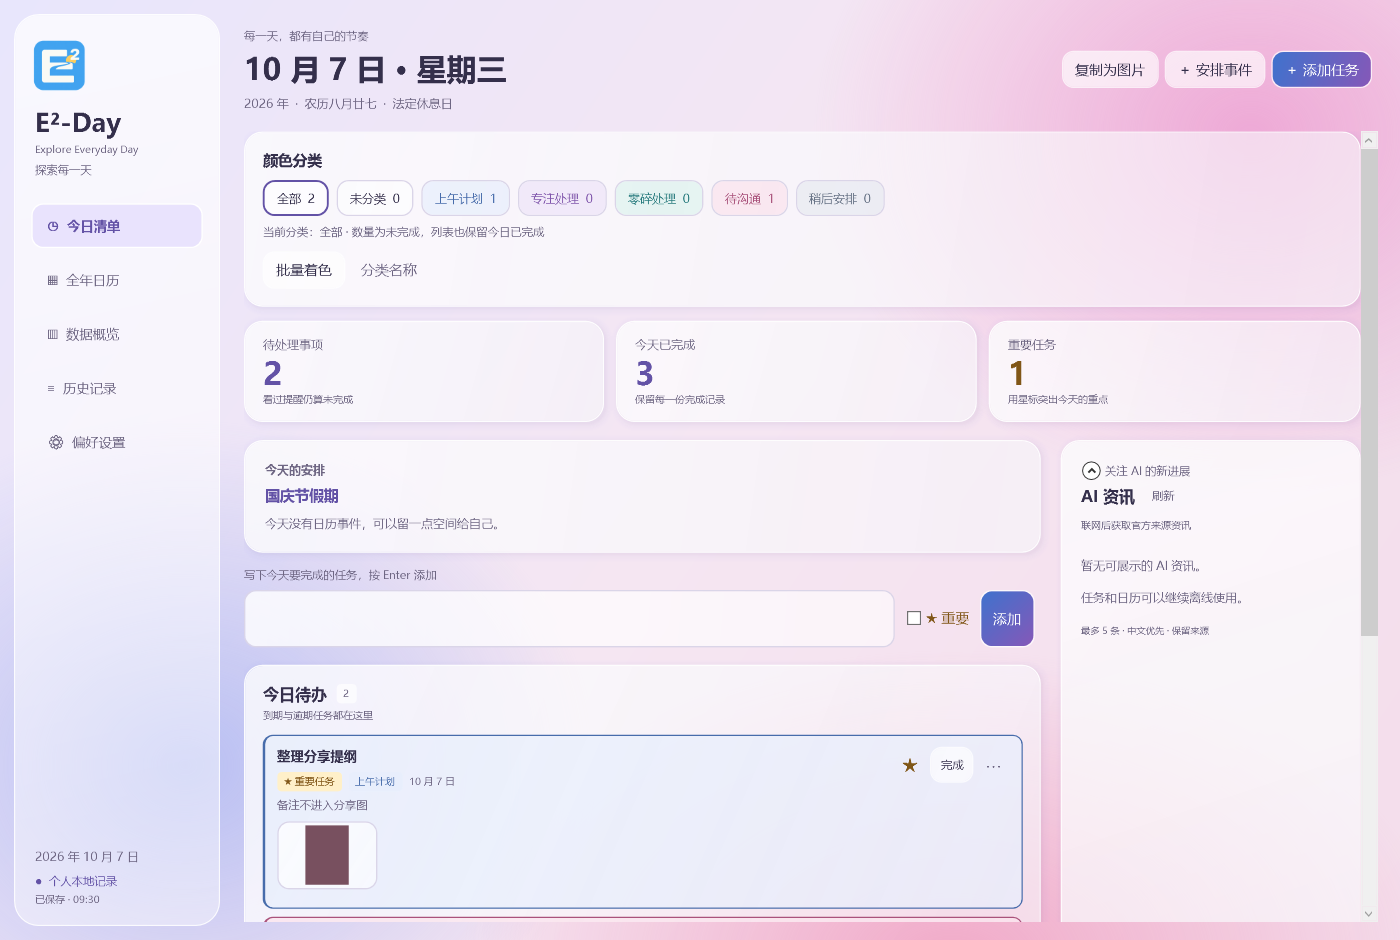 E²
E²-Day
Explore Everyday Day
探索每一天
今日清单
全年日历
数据概览
历史记录
偏好设置
2026 年 10 月 7 日
● 个人本地记录
已保存 · 09:30
每一天，都有自己的节奏
10 月 7 日 • 星期三
2026 年 · 农历八月廿七 · 法定休息日
复制为图片
+ 安排事件
+ 添加任务
颜色分类
全部 2
未分类 0
上午计划 1
专注处理 0
零碎处理 0
待沟通 1
稍后安排 0
当前分类：全部 · 数量为未完成，列表也保留今日已完成
批量着色
分类名称
待处理事项
2
看过提醒仍算未完成
今天已完成
3
保留每一份完成记录
重要任务
1
用星标突出今天的重点
今天的安排
国庆节假期
今天没有日历事件，可以留一点空间给自己。
写下今天要完成的任务，按 Enter 添加
★ 重要
添加
今日待办 2
到期与逾期任务都在这里
整理分享提纲
★ 重要任务 上午计划 10 月 7 日
备注不进入分享图
★
完成
···
关注 AI 的新进展
AI 资讯 刷新
联网后获取官方来源资讯
暂无可展示的 AI 资讯。
任务和日历可以继续离线使用。
最多 5 条 · 中文优先 · 保留来源